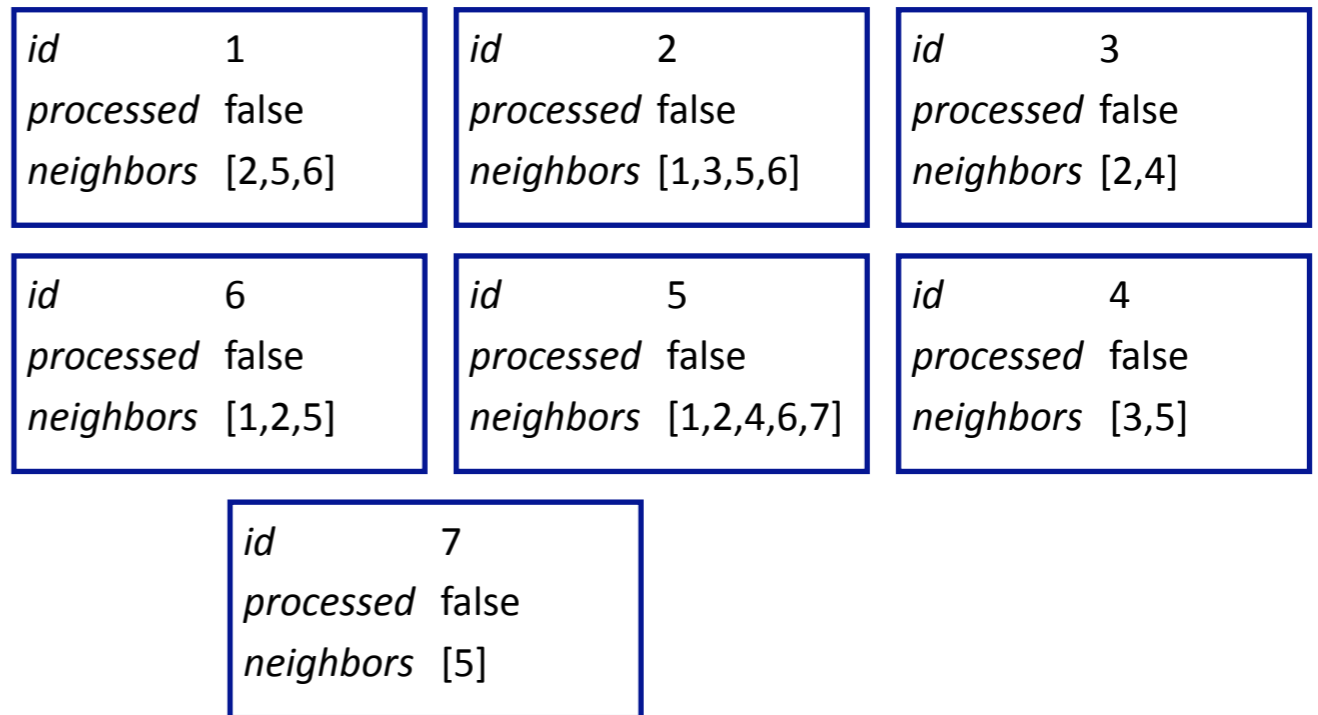 id 1
processed false
neighbors [2,5,6]
id 2
processed false
neighbors [1,3,5,6]
id 3
processed false
neighbors [2,4]
id 6
processed false
neighbors [1,2,5]
id 5
processed false
neighbors [1,2,4,6,7]
id 4
processed false
neighbors [3,5]
id 7
processed false
neighbors [5]